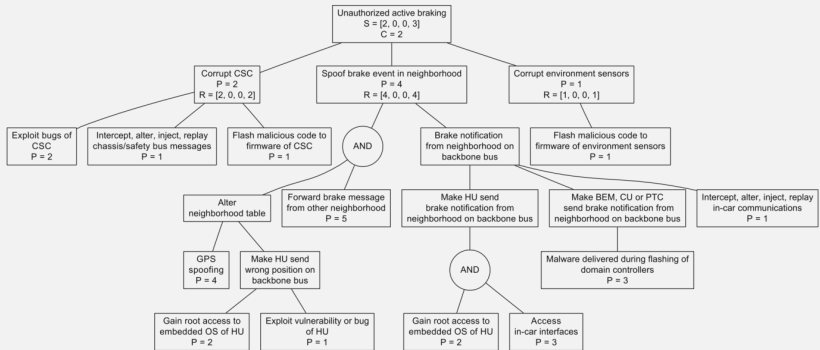 Unauthorized active braking
S = [2, 0, 0, 3]
C = 2
Corrupt CSC
P = 2
R = [2, 0, 0, 2]
Spoof brake event in neighborhood
P = 4
R = [4, 0, 0, 4]
Corrupt environment sensors
P = 1
R = [1, 0, 0, 1]
Exploit bugs of
CSC
P = 2
Intercept, alter, inject, replay
chassis/safety bus messages
P = 1
Flash malicious code to
firmware of CSC
P = 1
AND
Brake notification
from neighborhood on
backbone bus
Flash malicious code to
firmware of environment sensors
P = 1
Alter
neighborhood table
Forward brake message
from other neighborhood
P = 5
Make HU send
brake notification from
neighborhood on backbone bus
Make BEM, CU or PTC
send brake notification from
neighborhood on backbone bus
Intercept, alter, inject, replay
in-car communications
P = 1
GPS
spoofing
P = 4
Make HU send
wrong position on
backbone bus
AND
Malware delivered during flashing of
domain controllers
P = 3
Gain root access to
embedded OS of HU
P = 2
Exploit vulnerability or bug
of HU
P = 1
Gain root access to
embedded OS of HU
P = 2
Access
in-car interfaces
P = 3